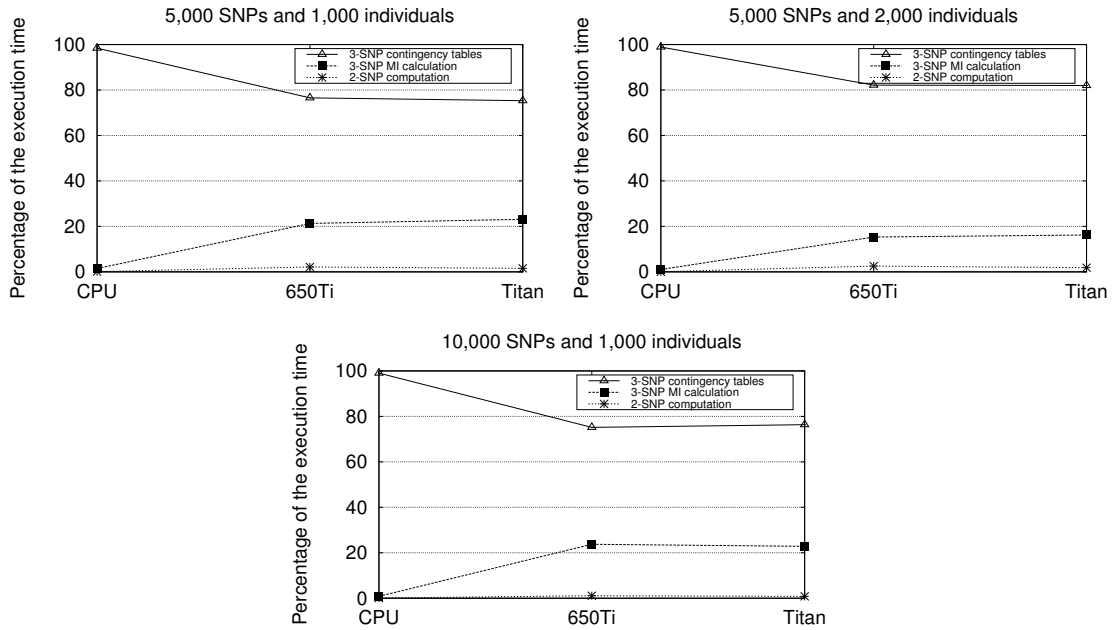 5,000 SNPs and 1,000 individuals
Percentage of the execution time
100
80
60
40
20
0
3-SNP contingency tables
3-SNP MI calculation
2-SNP computation
CPU
650Ti
Titan
5,000 SNPs and 2,000 individuals
Percentage of the execution time
100
80
60
40
20
0
3-SNP contingency tables
3-SNP MI calculation
2-SNP computation
CPU
650Ti
Titan
10,000 SNPs and 1,000 individuals
Percentage of the execution time
100
80
60
40
20
0
3-SNP contingency tables
3-SNP MI calculation
2-SNP computation
CPU
650Ti
Titan